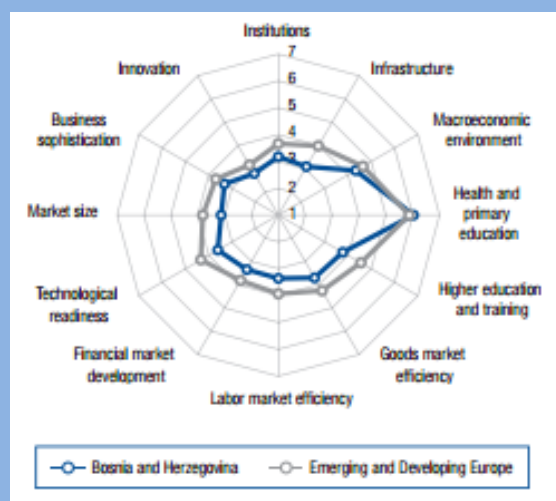 Institutions
7
6
5
4
3
2
1
Infrastructure
Macroeconomic
environment
Health and
primary
education
Higher education
and training
Goods market
efficiency
Labor market efficiency
Financial market
development
Technological
readiness
Market size
Business
sophistication
Innovation
Bosnia and Herzegovina
Emerging and Developing Europe